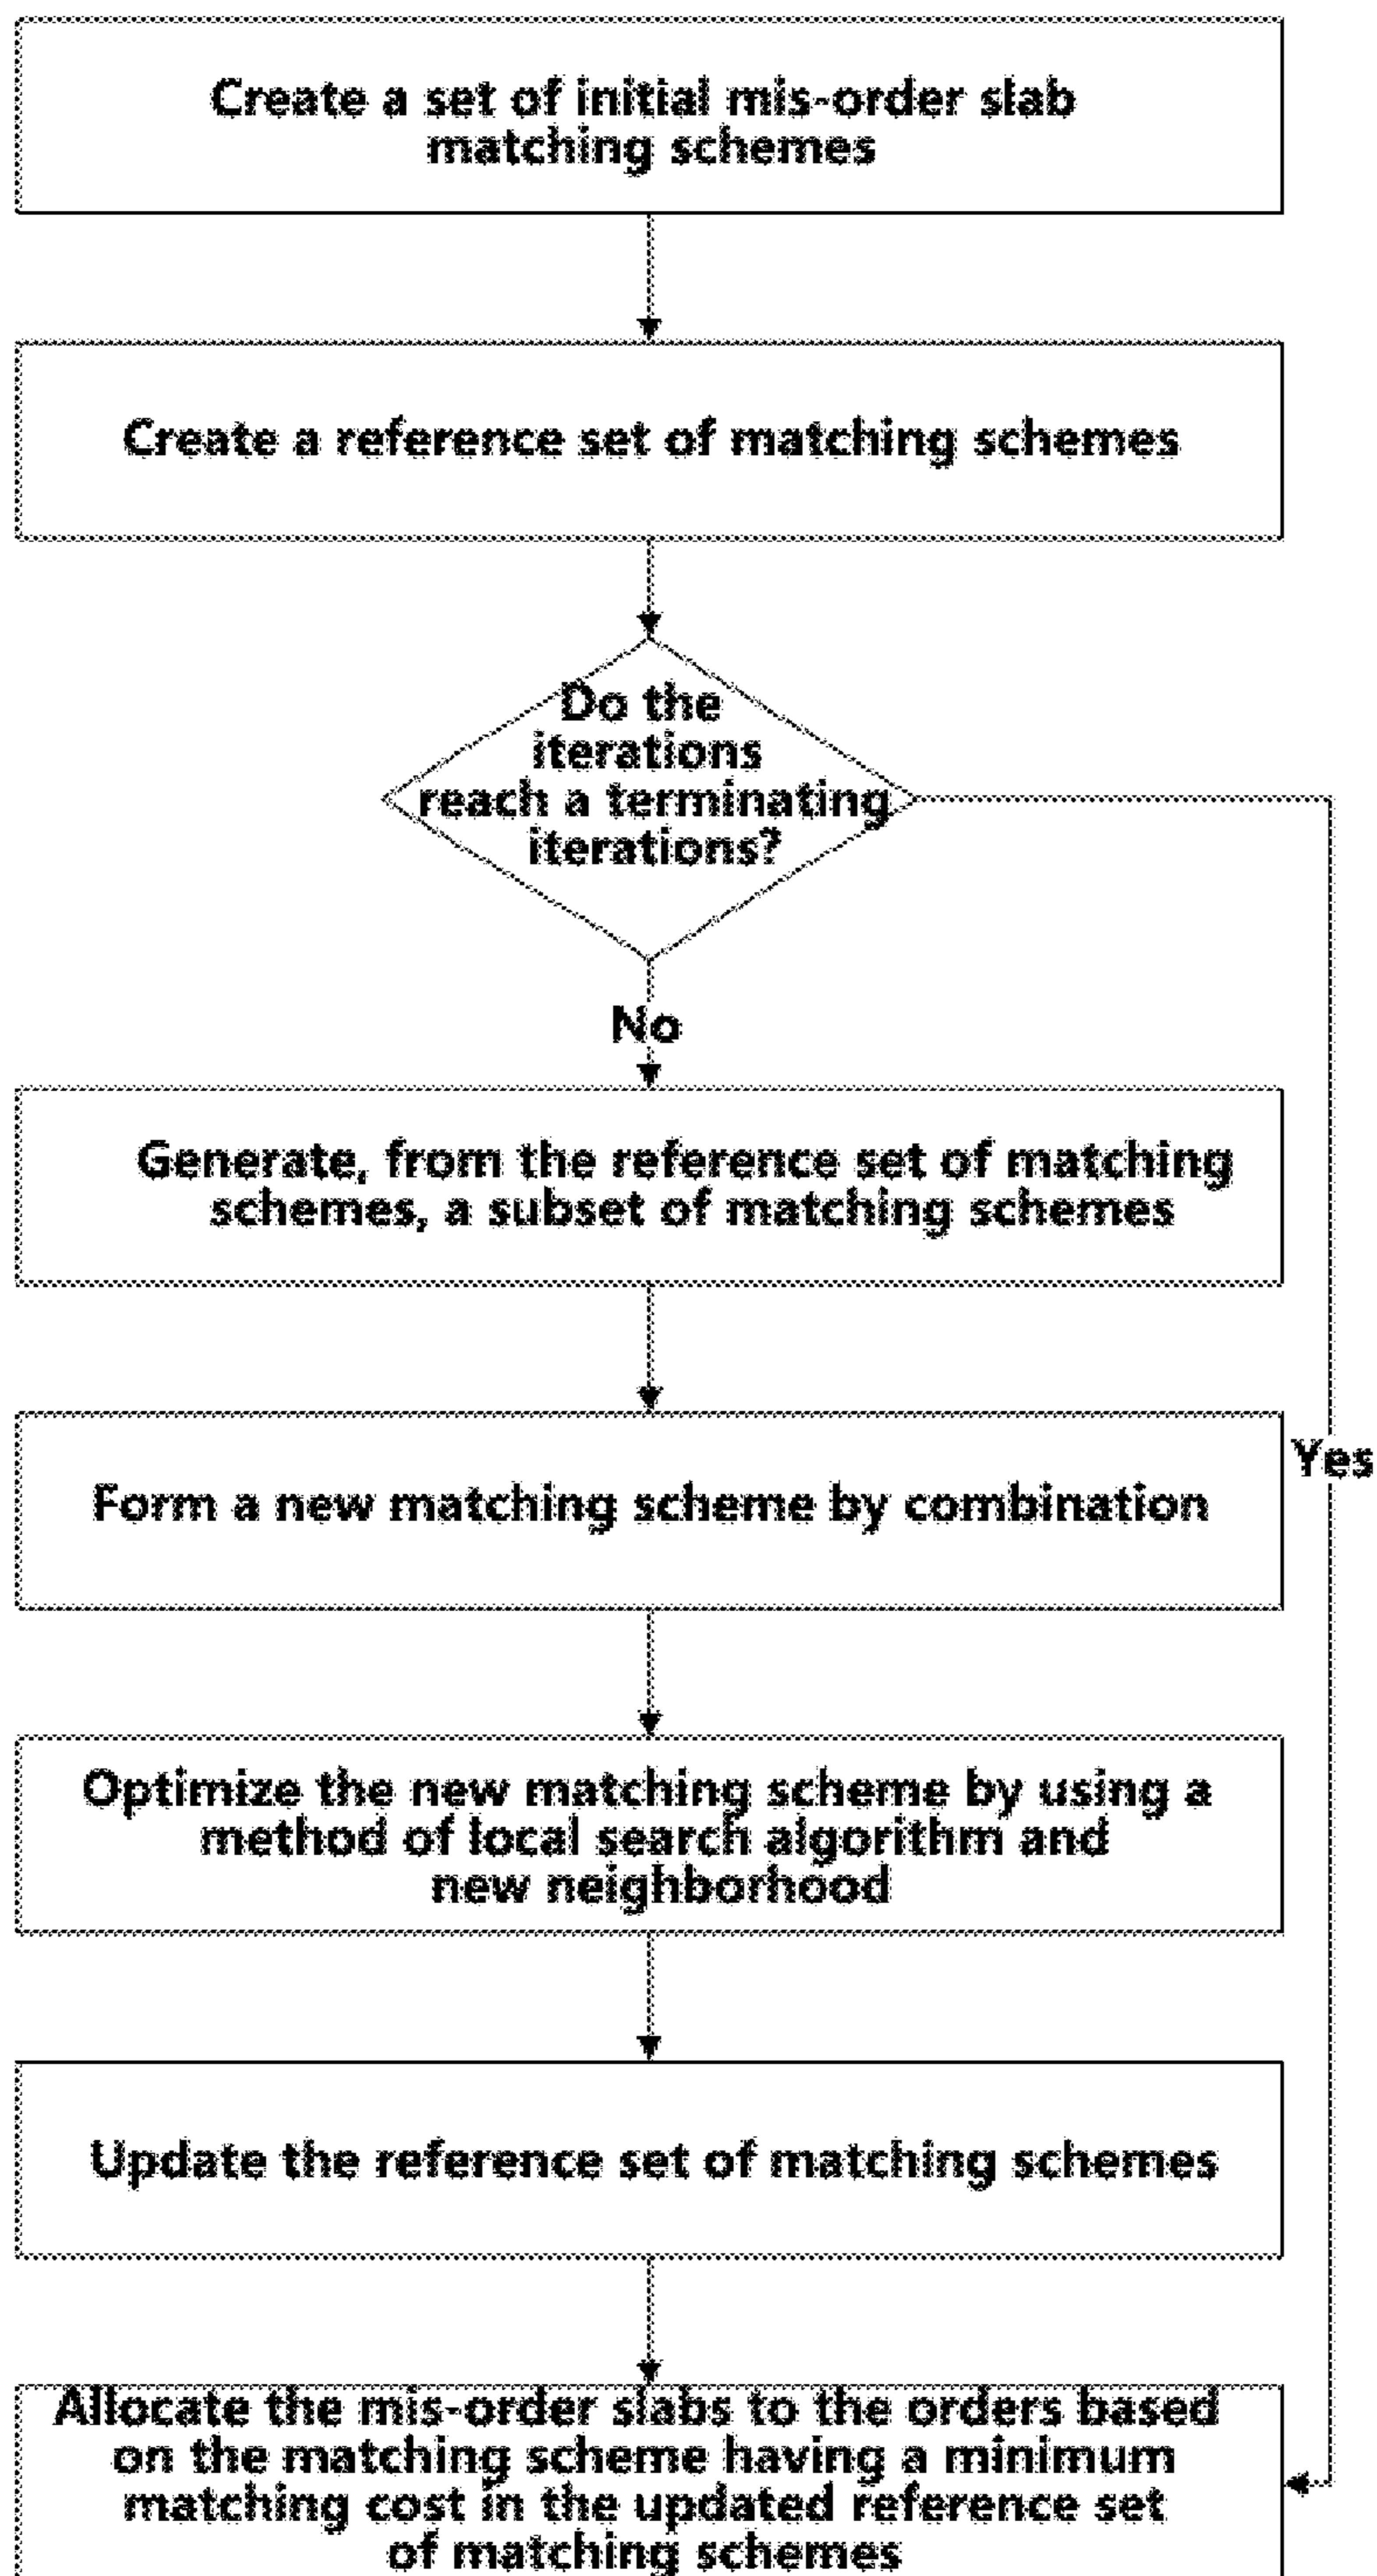 Create a set of initial mis-order slab
matching schemes
Create a reference set of matching schemes
Do the
iterations
reach a terminating
iterations?
No
Generate, from the reference set of matching
schemes, a subset of matching schemes
Form a new matching scheme by combination
Yes
Optimize the new matching scheme by using a
method of local search algorithm and
new neighborhood
Update the reference set of matching schemes
Allocate the mis-order slabs to the orders based
on the matching scheme having a minimum
matching cost in the updated reference set
of matching schemes